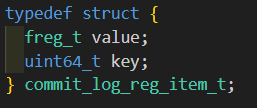 typedef struct {
  freg_t value;
  uint64_t key;
} commit_log_reg_item_t;